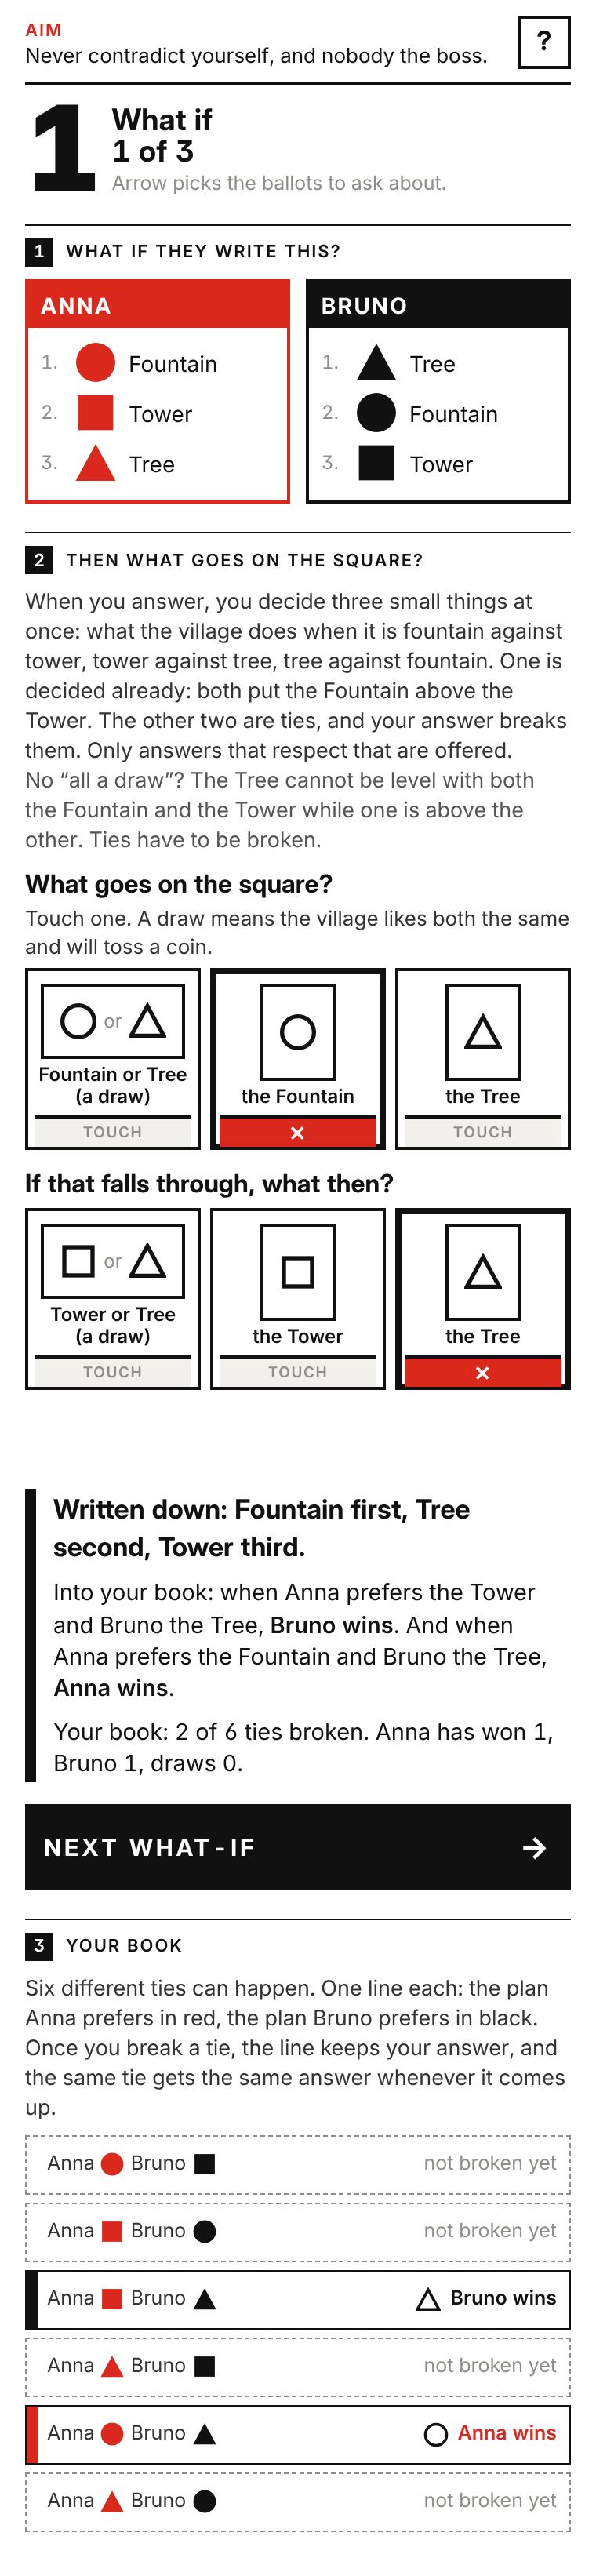 AIM
Never contradict yourself, and nobody the boss.
?
1
What if
1 of 3
Arrow picks the ballots to ask about.
1 WHAT IF THEY WRITE THIS?
ANNA
1. Fountain
2. Tower
3. Tree
BRUNO
1. Tree
2. Fountain
3. Tower
2 THEN WHAT GOES ON THE SQUARE?
When you answer, you decide three small things at
once: what the village does when it is fountain against
tower, tower against tree, tree against fountain. One is
decided already: both put the Fountain above the
Tower. The other two are ties, and your answer breaks
them. Only answers that respect that are offered.
No “all a draw”? The Tree cannot be level with both
the Fountain and the Tower while one is above the
other. Ties have to be broken.
What goes on the square?
Touch one. A draw means the village likes both the same
and will toss a coin.
or
Fountain or Tree
(a draw)
TOUCH
the Fountain
✕
the Tree
TOUCH
If that falls through, what then?
or
Tower or Tree
(a draw)
TOUCH
the Tower
TOUCH
the Tree
✕
Written down: Fountain first, Tree
second, Tower third.
Into your book: when Anna prefers the Tower
and Bruno the Tree, Bruno wins. And when
Anna prefers the Fountain and Bruno the Tree,
Anna wins.
Your book: 2 of 6 ties broken. Anna has won 1,
Bruno 1, draws 0.
NEXT WHAT-IF →
3 YOUR BOOK
Six different ties can happen. One line each: the plan
Anna prefers in red, the plan Bruno prefers in black.
Once you break a tie, the line keeps your answer, and
the same tie gets the same answer whenever it comes
up.
Anna Bruno not broken yet
Anna Bruno not broken yet
Anna Bruno Bruno wins
Anna Bruno not broken yet
Anna Bruno Anna wins
Anna Bruno not broken yet